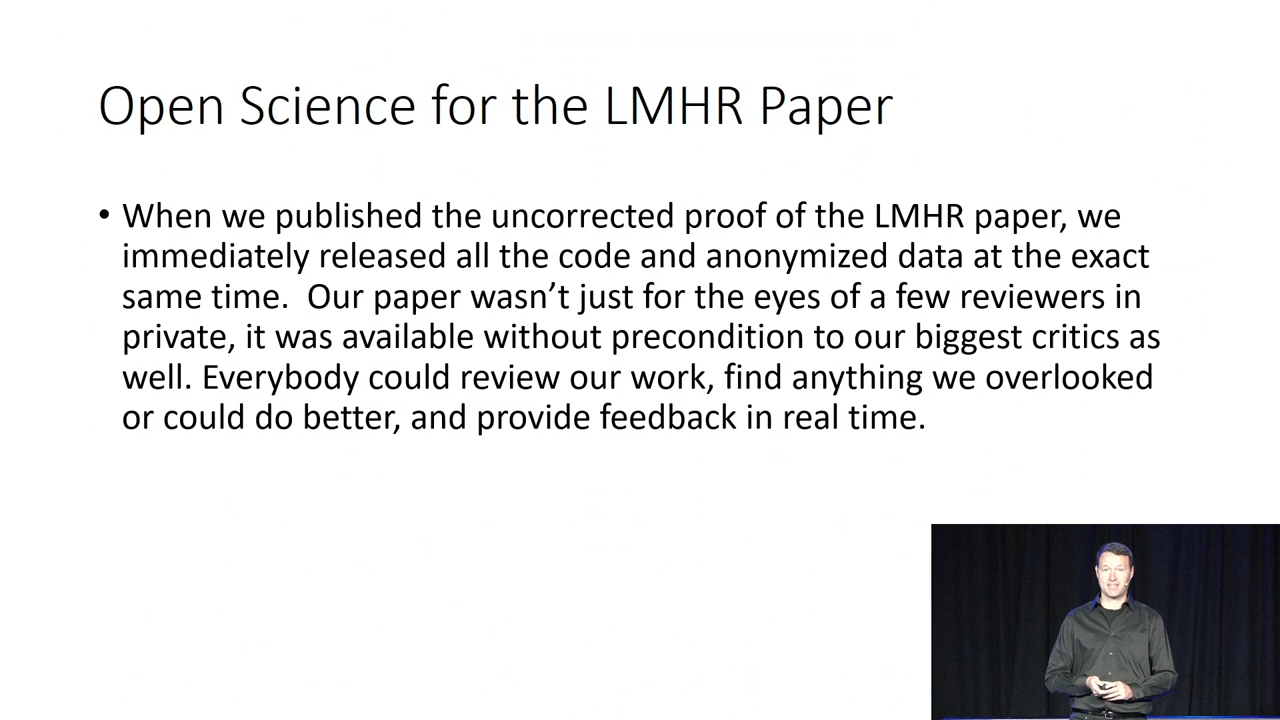 Open Science for the LMHR Paper
• When we published the uncorrected proof of the LMHR paper, we
immediately released all the code and anonymized data at the exact
same time.  Our paper wasn’t just for the eyes of a few reviewers in
private, it was available without precondition to our biggest critics as
well. Everybody could review our work, find anything we overlooked
or could do better, and provide feedback in real time.